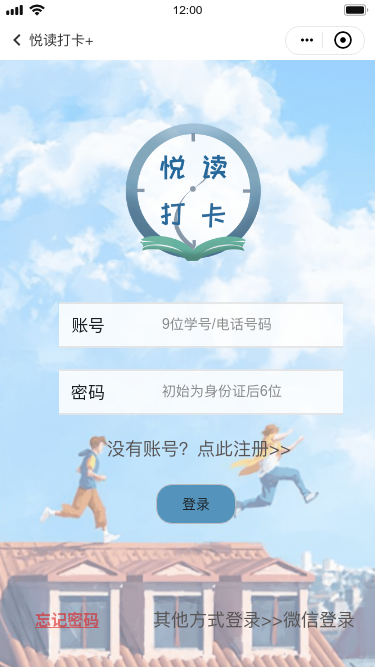 12:00
悦读打卡+
悦 读
打 卡
账号 9位学号/电话号码
密码 初始为身份证后6位
没有账号？点此注册>>
登录
忘记密码 其他方式登录>>微信登录